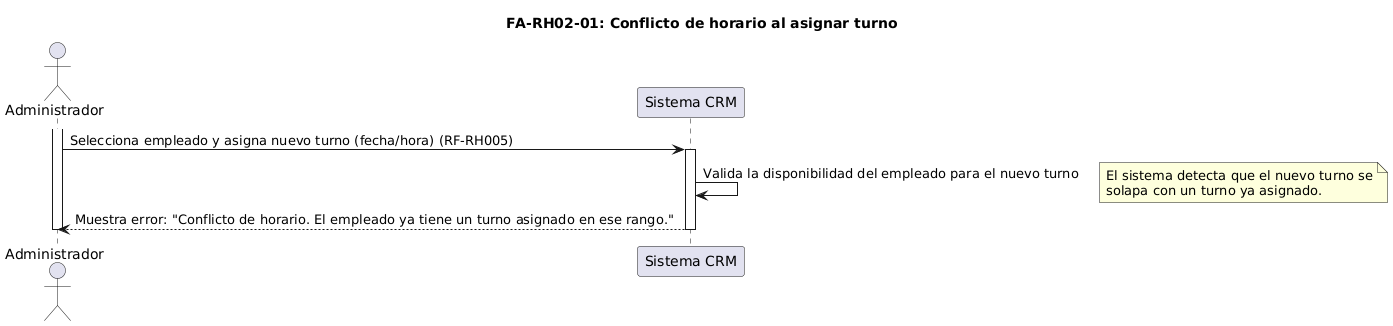 FA-RH02-01: Conflicto de horario al asignar turno
Administrador
Sistema CRM
Selecciona empleado y asigna nuevo turno (fecha/hora) (RF-RH005)
Valida la disponibilidad del empleado para el nuevo turno
El sistema detecta que el nuevo turno se
solapa con un turno ya asignado.
Muestra error: "Conflicto de horario. El empleado ya tiene un turno asignado en ese rango."
Administrador
Sistema CRM